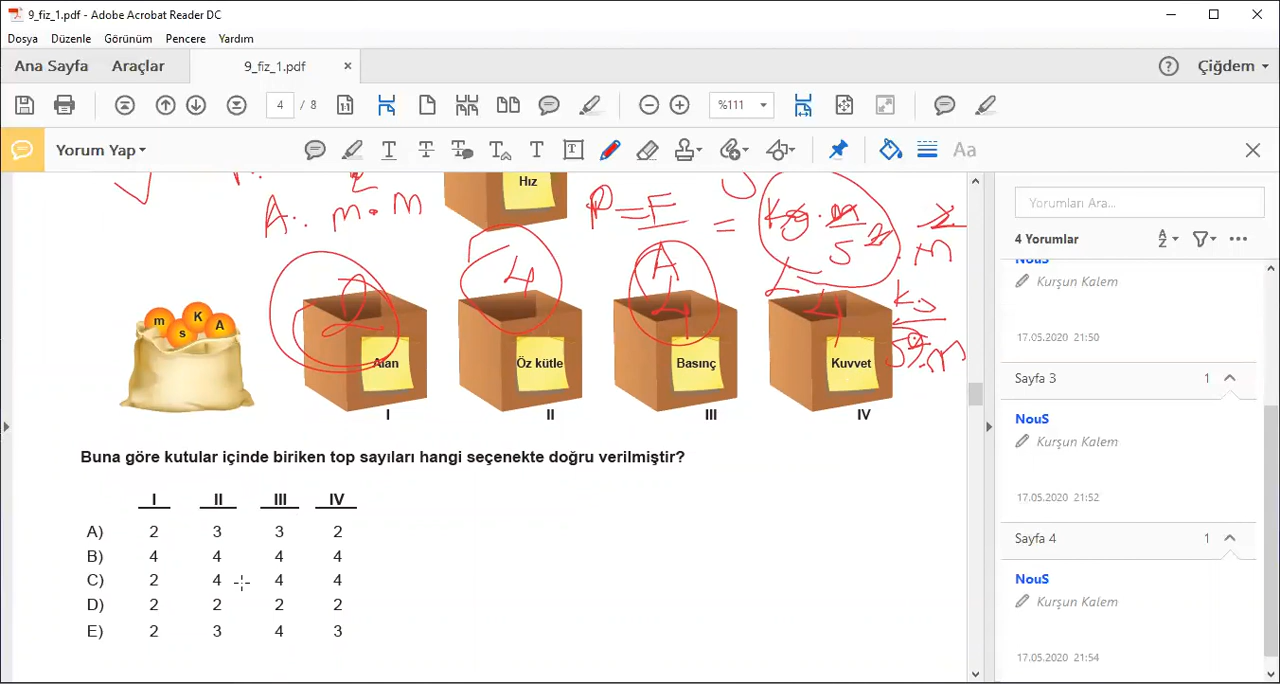 9_fiz_1.pdf - Adobe Acrobat Reader DC
Dosya Düzenle Görünüm Pencere Yardım
Ana Sayfa Araçlar 9_fiz_1.pdf × ? Çiğdem
4 / 8 %111
Yorum Yap T T T T T T Aa
Hız
A: m.m
P = F =
A
m s K A
2 4 4 4
Alan Öz kütle Basınç Kuvvet
I II III IV
Buna göre kutular içinde biriken top sayıları hangi seçenekte doğru verilmiştir?
I II III IV
A) 2 3 3 2
B) 4 4 4 4
C) 2 4 4 4
D) 2 2 2 2
E) 2 3 4 3
Yorumları Ara...
4 Yorumlar
NouS
Kurşun Kalem
17.05.2020 21:50
Sayfa 3 1
NouS
Kurşun Kalem
17.05.2020 21:52
Sayfa 4 1
NouS
Kurşun Kalem
17.05.2020 21:54